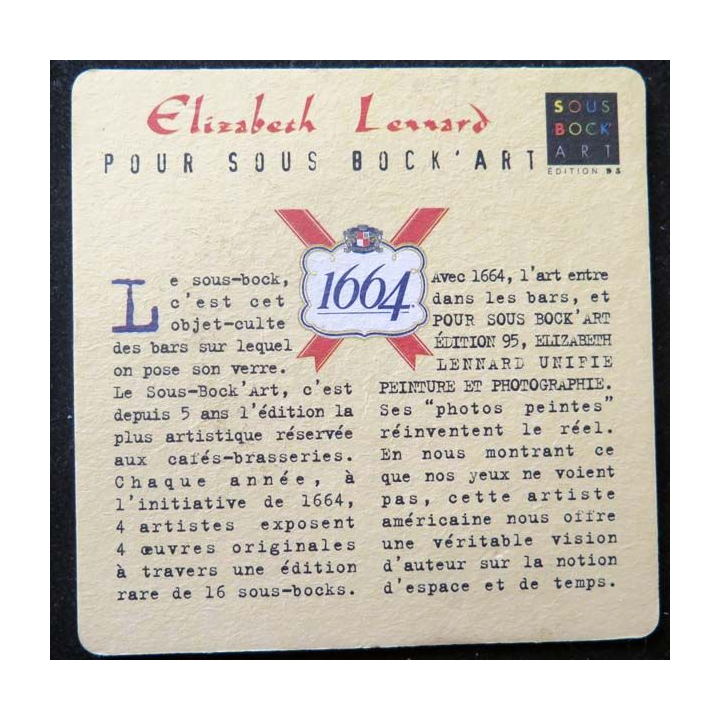 Elizabeth Lennard
POUR SOUS BOCK'ART
SOUS
BOCK'
ART
ÉDITION 95
1664
Le sous-bock,
c'est cet
objet-culte
des bars sur lequel
on pose son verre.
Le Sous-Bock'Art, c'est
depuis 5 ans l'édition la
plus artistique réservée
aux cafés-brasseries.
Chaque année, à
l'initiative de 1664,
4 artistes exposent
4 œuvres originales
à travers une édition
rare de 16 sous-bocks.
Avec 1664, l'art entre
dans les bars, et
POUR SOUS BOCK'ART
ÉDITION 95, ELIZABETH
LENNARD UNIFIE
PEINTURE ET PHOTOGRAPHIE.
Ses "photos peintes"
réinventent le réel.
En nous montrant ce
que nos yeux ne voient
pas, cette artiste
américaine nous offre
une véritable vision
d'auteur sur la notion
d'espace et de temps.